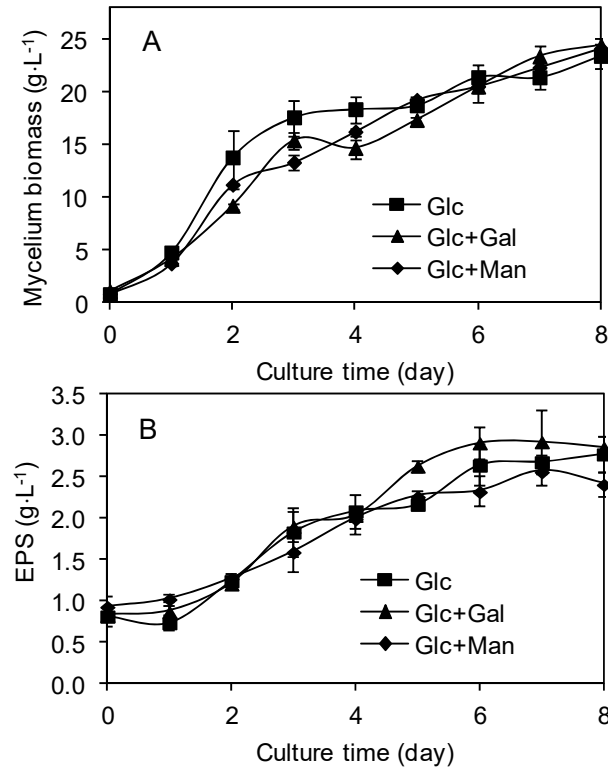 A
Mycelium biomass (g·L-1)
25
20
15
10
5
0
Glc
Glc+Gal
Glc+Man
0 2 4 6 8
Culture time (day)
B
EPS (g·L-1)
3.5
3.0
2.5
2.0
1.5
1.0
0.5
0.0
Glc
Glc+Gal
Glc+Man
0 2 4 6 8
Culture time (day)